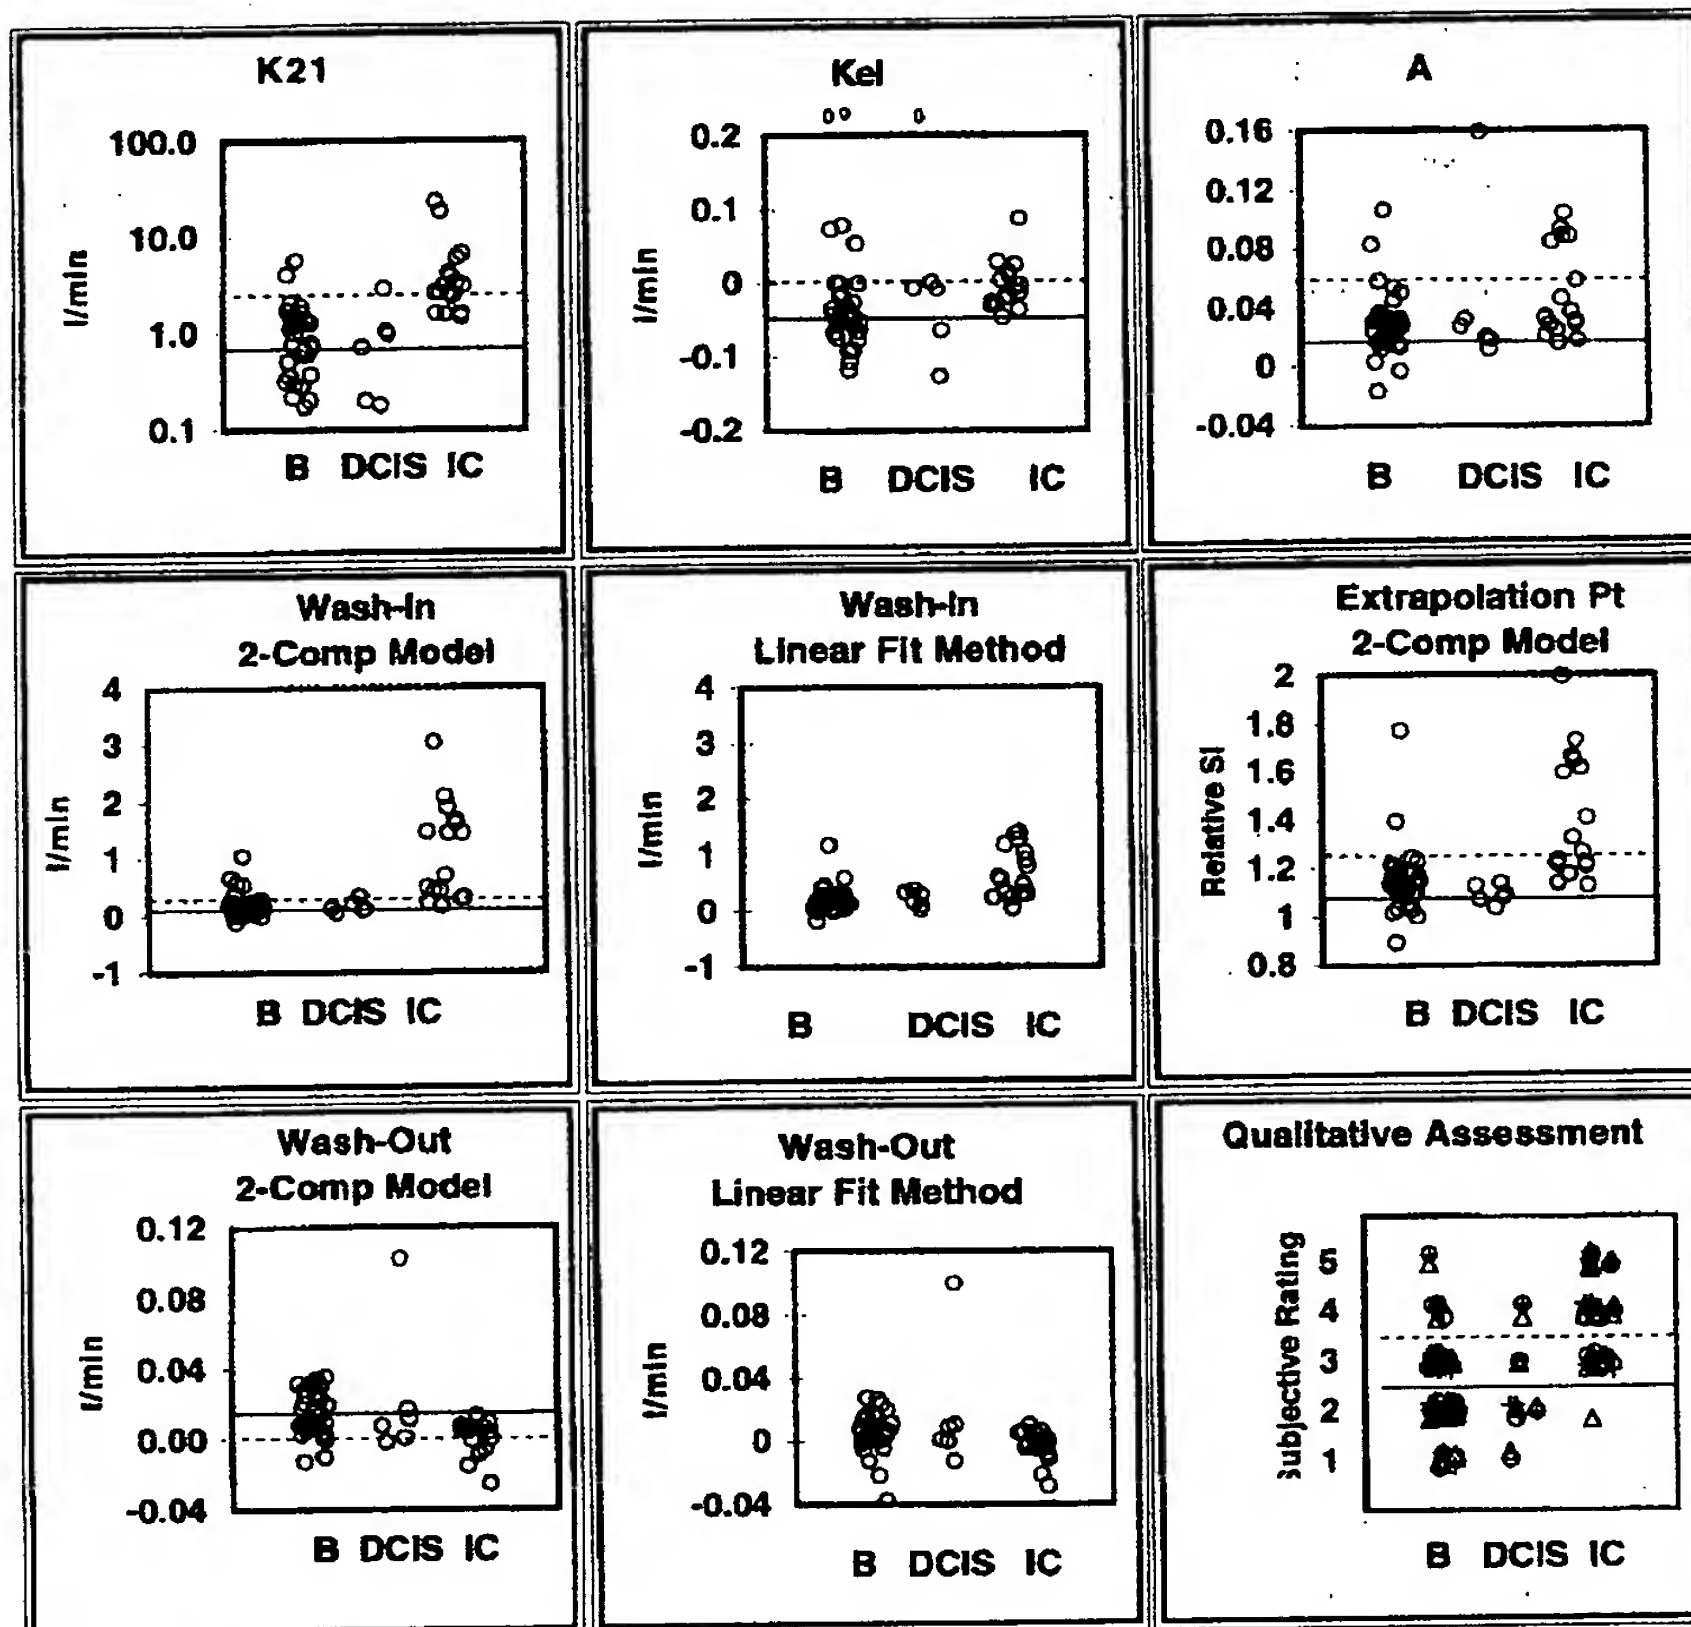 K21
100.0
10.0
1.0
0.1
l/min
B DCIS IC
Kel
0.2
0.1
0
-0.1
-0.2
l/min
B DCIS IC
A
0.16
0.12
0.08
0.04
0
-0.04
B DCIS IC
Wash-In
2-Comp Model
4
3
2
1
0
-1
l/min
B DCIS IC
Wash-In
Linear Fit Method
4
3
2
1
0
-1
l/min
B DCIS IC
Extrapolation Pt
2-Comp Model
2
1.8
1.6
1.4
1.2
1
0.8
Relative SI
B DCIS IC
Wash-Out
2-Comp Model
0.12
0.08
0.04
0.00
-0.04
l/min
B DCIS IC
Wash-Out
Linear Fit Method
0.12
0.08
0.04
0
-0.04
l/min
B DCIS IC
Qualitative Assessment
5
4
3
2
1
Subjective Rating
B DCIS IC